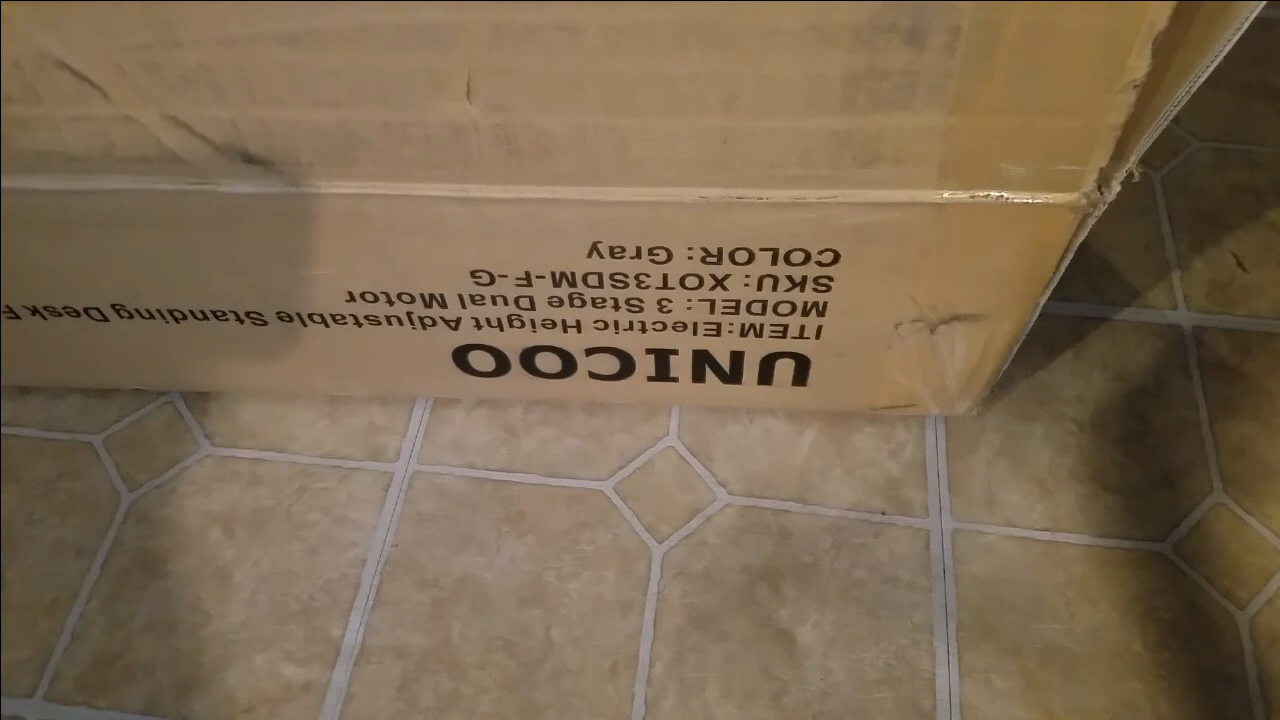 UNICOO
ITEM:Electric Height Adjustable Standing Desk
MODEL: 3 Stage Dual Motor
SKU: XOT3SDM-F-G
COLOR: Gray